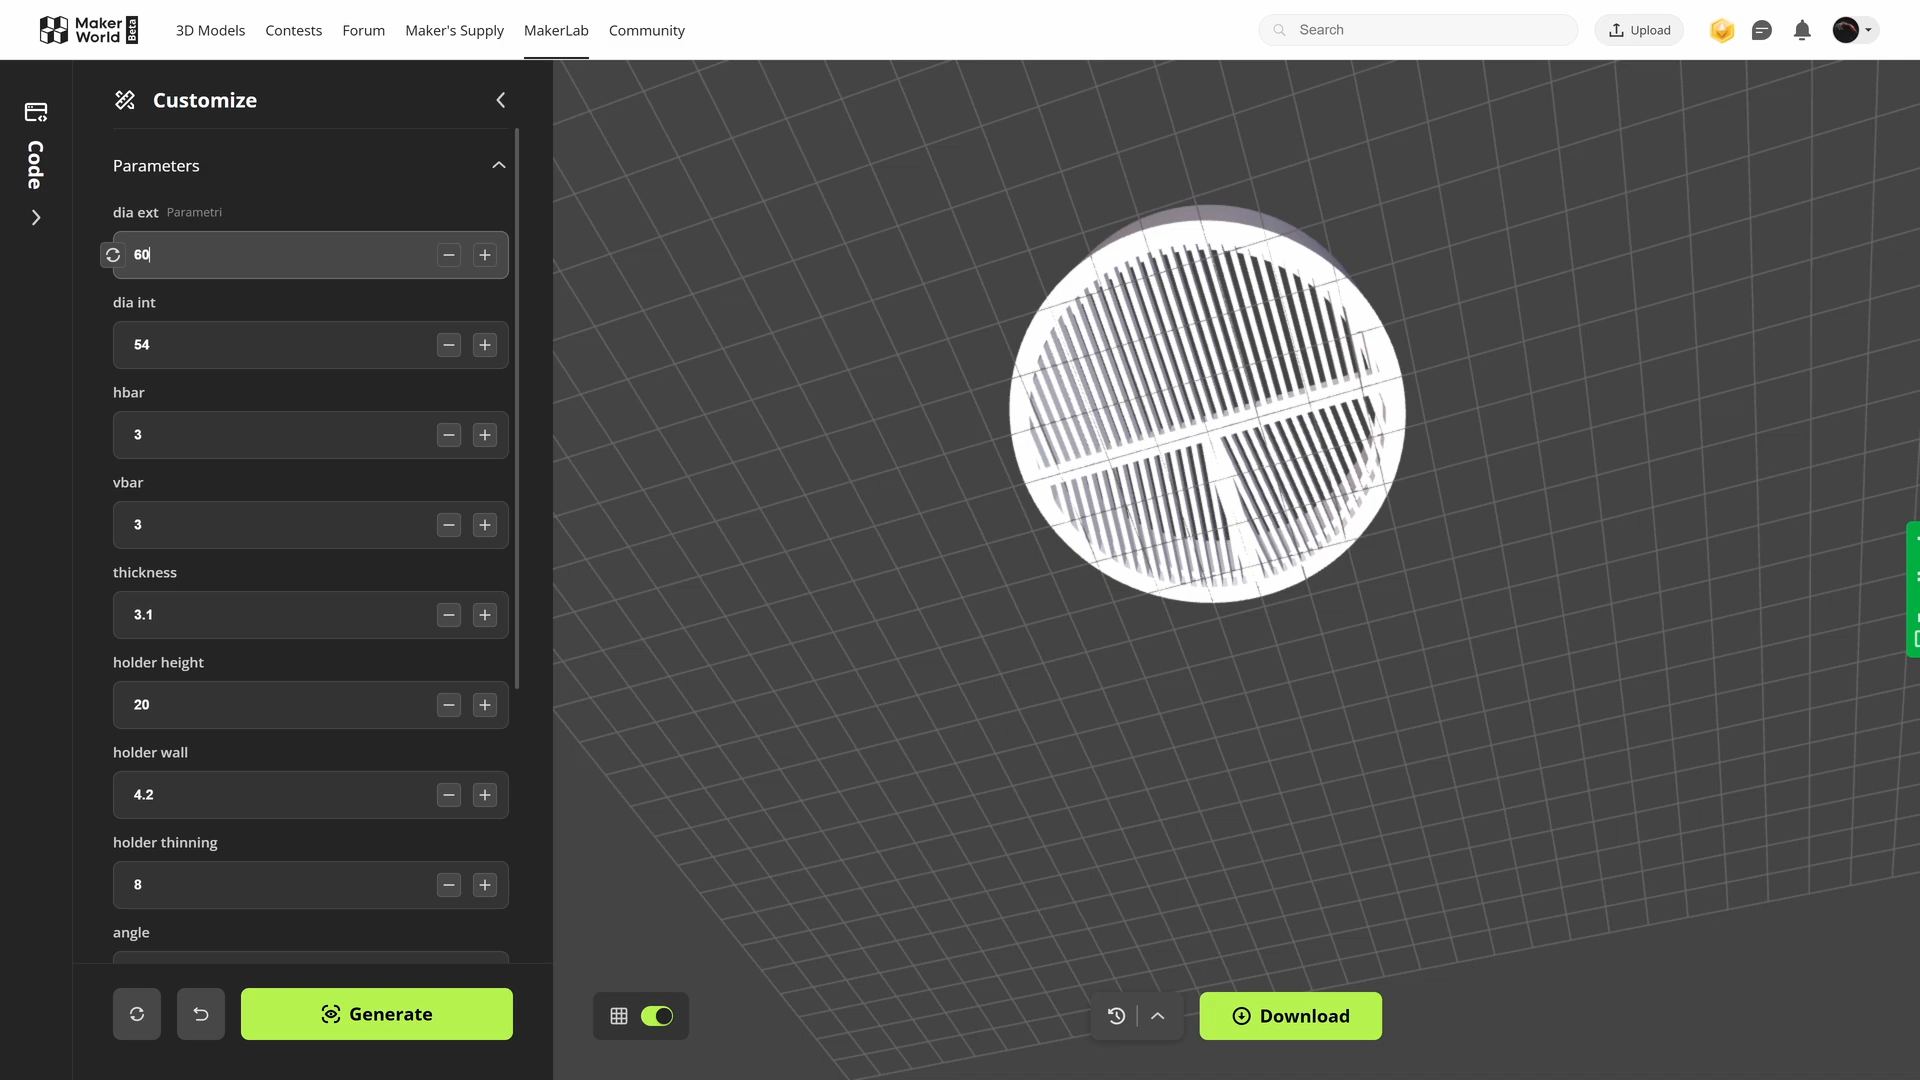 Maker World Beta
3D Models
Contests
Forum
Maker's Supply
MakerLab
Community
Search
Upload
Code
Customize
Parameters
dia ext Parametri
60
dia int
54
hbar
3
vbar
3
thickness
3.1
holder height
20
holder wall
4.2
holder thinning
8
angle
Generate
Download